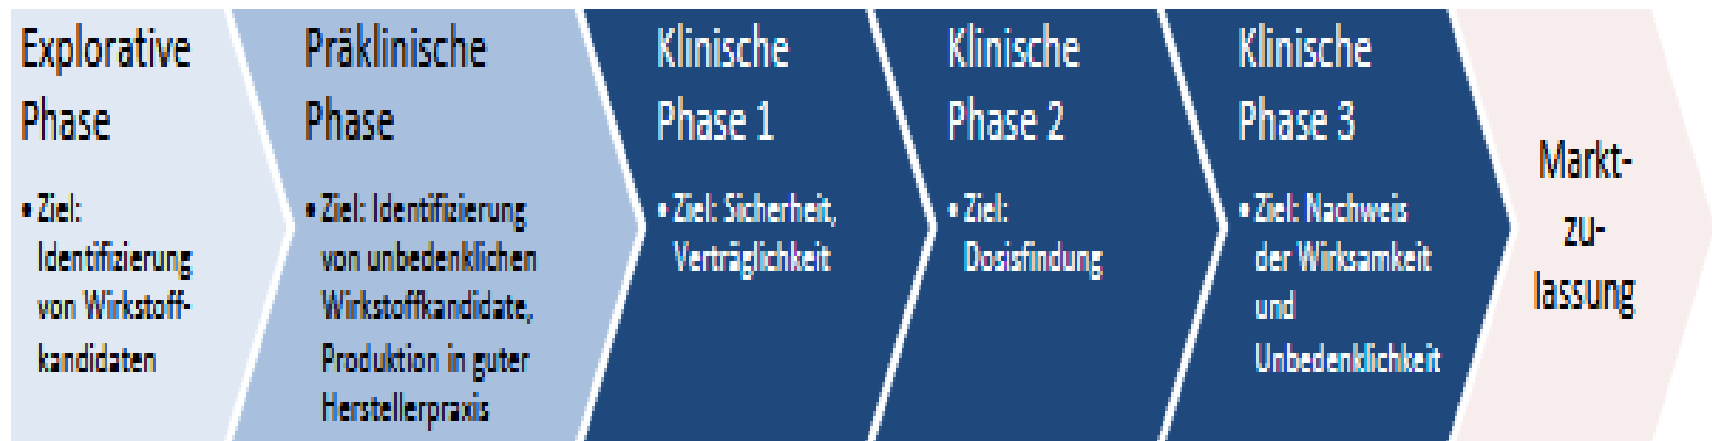 Explorative
Phase
• Ziel:
Identifizierung
von Wirkstoff-
kandidaten
Präklinische
Phase
• Ziel: Identifizierung
von unbedenklichen
Wirkstoffkandidate,
Produktion in guter
Herstellerpraxis
Klinische
Phase 1
• Ziel: Sicherheit,
Verträglichkeit
Klinische
Phase 2
• Ziel:
Dosisfindung
Klinische
Phase 3
• Ziel: Nachweis
der Wirksamkeit
und
Unbedenklichkeit
Markt-
zu-
lassung